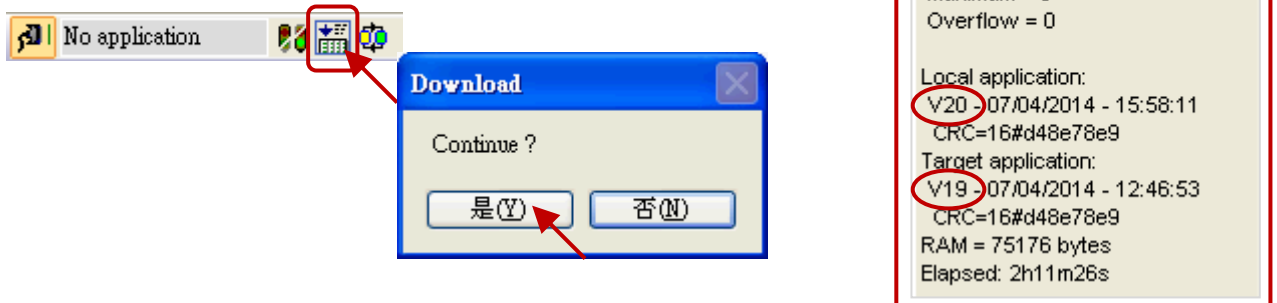 No application
Download
Continue ?
是(Y)
否(N)
Overflow = 0
Local application:
V20 - 07/04/2014 - 15:58:11
CRC=16#d48e78e9
Target application:
V19 - 07/04/2014 - 12:46:53
CRC=16#d48e78e9
RAM = 75176 bytes
Elapsed: 2h11m26s